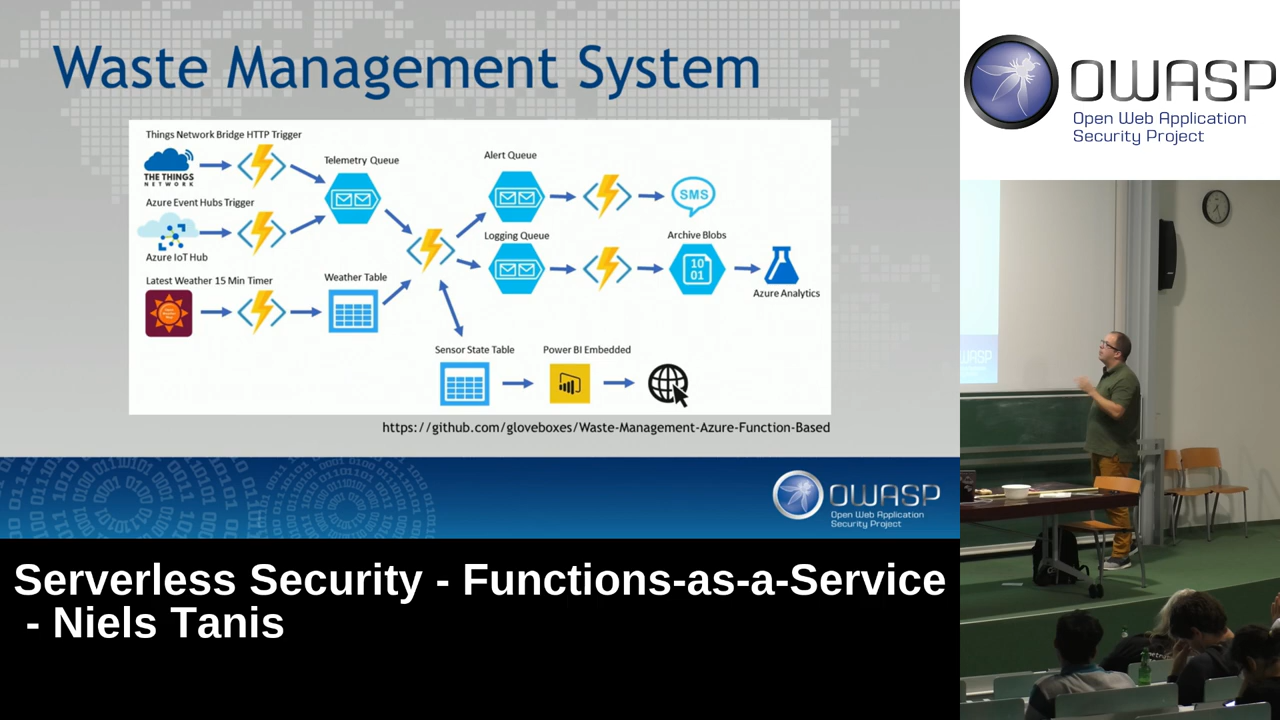 Waste Management System
Things Network Bridge HTTP Trigger
THE THINGS
NETWORK
Telemetry Queue
Azure Event Hubs Trigger
Azure IoT Hub
Latest Weather 15 Min Timer
Weather Table
Alert Queue
SMS
Logging Queue
Archive Blobs
10
01
Azure Analytics
Sensor State Table
Power BI Embedded
https://github.com/gloveboxes/Waste-Management-Azure-Function-Based
OWASP
Open Web Application
Security Project
Serverless Security - Functions-as-a-Service
- Niels Tanis
OWASP
Open Web Application
Security Project